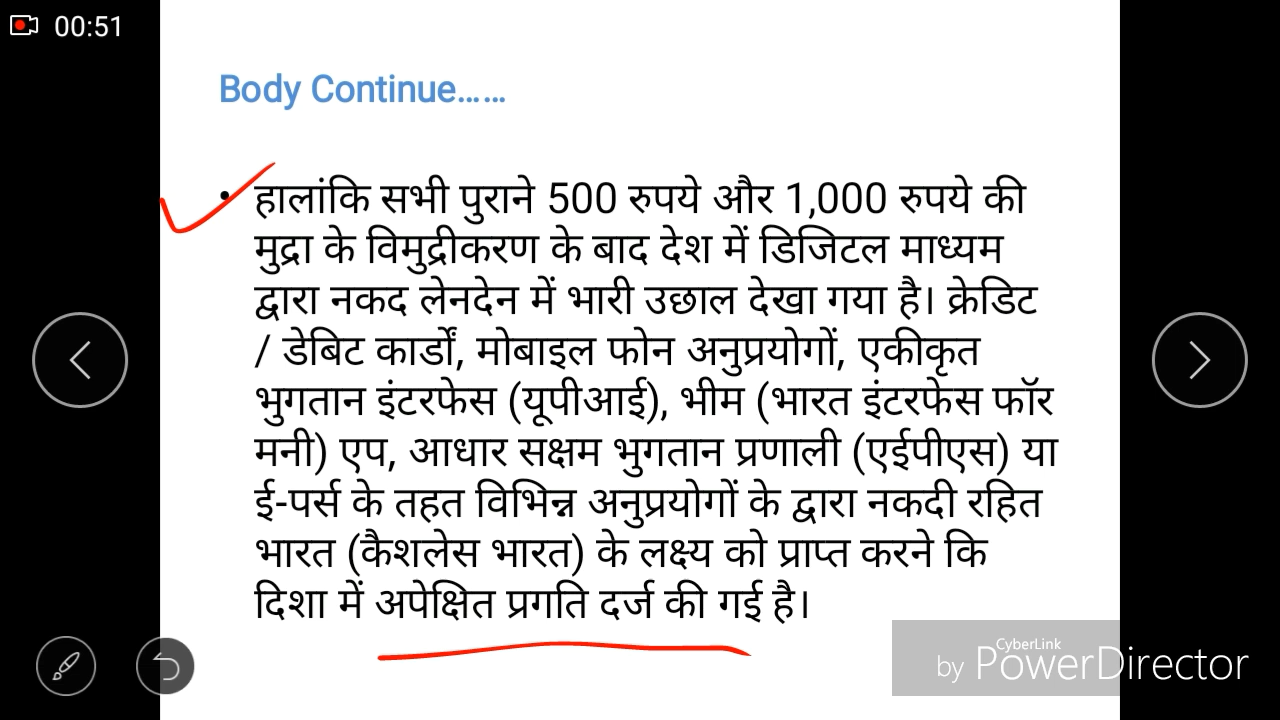 00:51
Body Continue......
• हालांकि सभी पुराने 500 रुपये और 1,000 रुपये की
मुद्रा के विमुद्रीकरण के बाद देश में डिजिटल माध्यम
द्वारा नकद लेनदेन में भारी उछाल देखा गया है। क्रेडिट
/ डेबिट कार्डों, मोबाइल फोन अनुप्रयोगों, एकीकृत
भुगतान इंटरफेस (यूपीआई), भीम (भारत इंटरफेस फॉर
मनी) एप, आधार सक्षम भुगतान प्रणाली (एईपीएस) या
ई-पर्स के तहत विभिन्न अनुप्रयोगों के द्वारा नकदी रहित
भारत (कैशलेस भारत) के लक्ष्य को प्राप्त करने कि
दिशा में अपेक्षित प्रगति दर्ज की गई है।
CyberLink
by PowerDirector